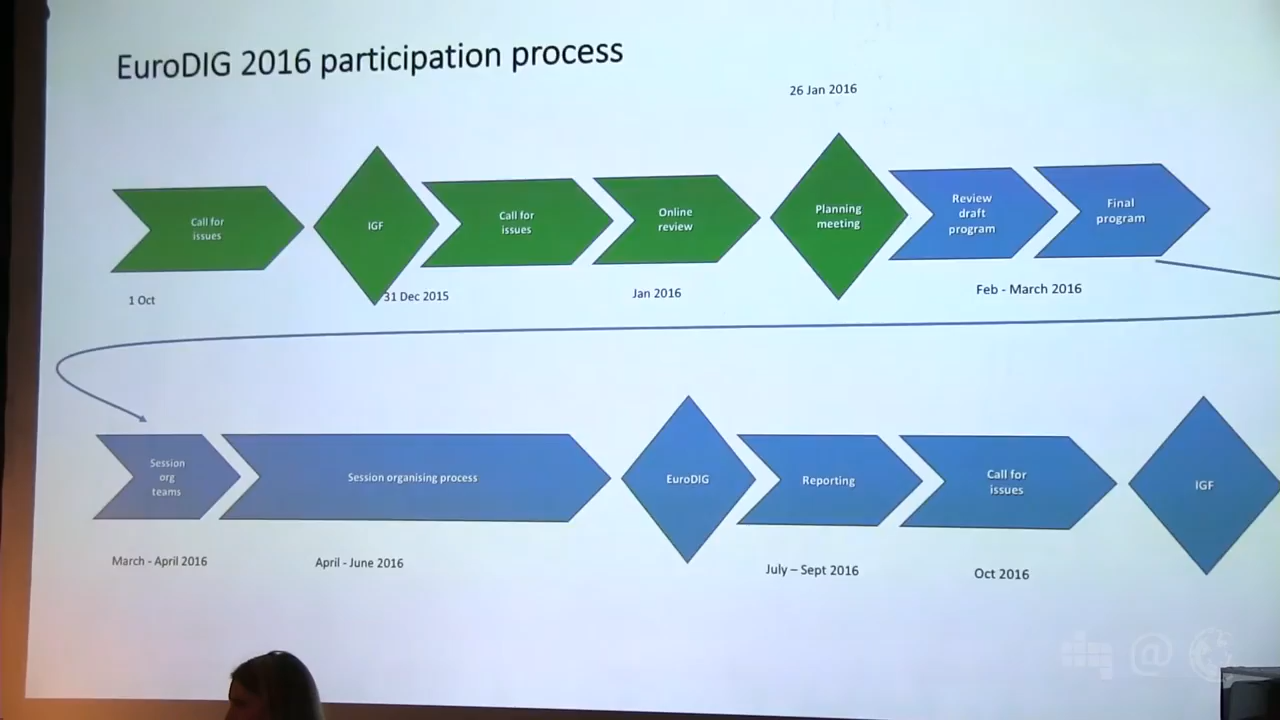 EuroDIG 2016 participation process
26 Jan 2016
Call for
issues
IGF
Call for
issues
Online
review
Planning
meeting
Review
draft
program
Final
program
1 Oct
31 Dec 2015
Jan 2016
Feb - March 2016
Session
org
teams
Session organising process
EuroDIG
Reporting
Call for
issues
IGF
March - April 2016
April - June 2016
July – Sept 2016
Oct 2016
@